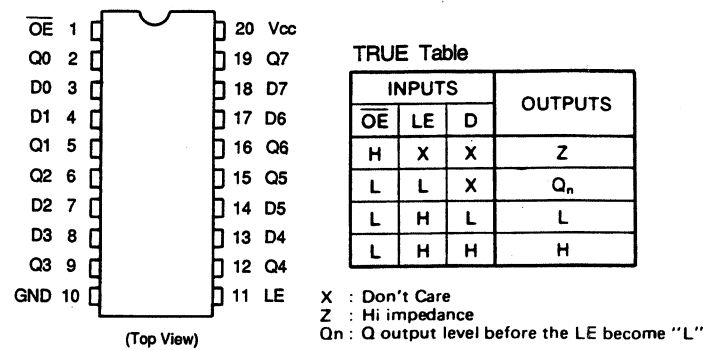 OE 1 20 Vcc
Q0 2 19 Q7
D0 3 18 D7
D1 4 17 D6
Q1 5 16 Q6
Q2 6 15 Q5
D2 7 14 D5
D3 8 13 D4
Q3 9 12 Q4
GND 10 11 LE
(Top View)
TRUE Table
INPUTS OUTPUTS
OE LE D
H X X Z
L L X Qn
L H L L
L H H H
X : Don't Care
Z : Hi impedance
Qn : Q output level before the LE become "L"